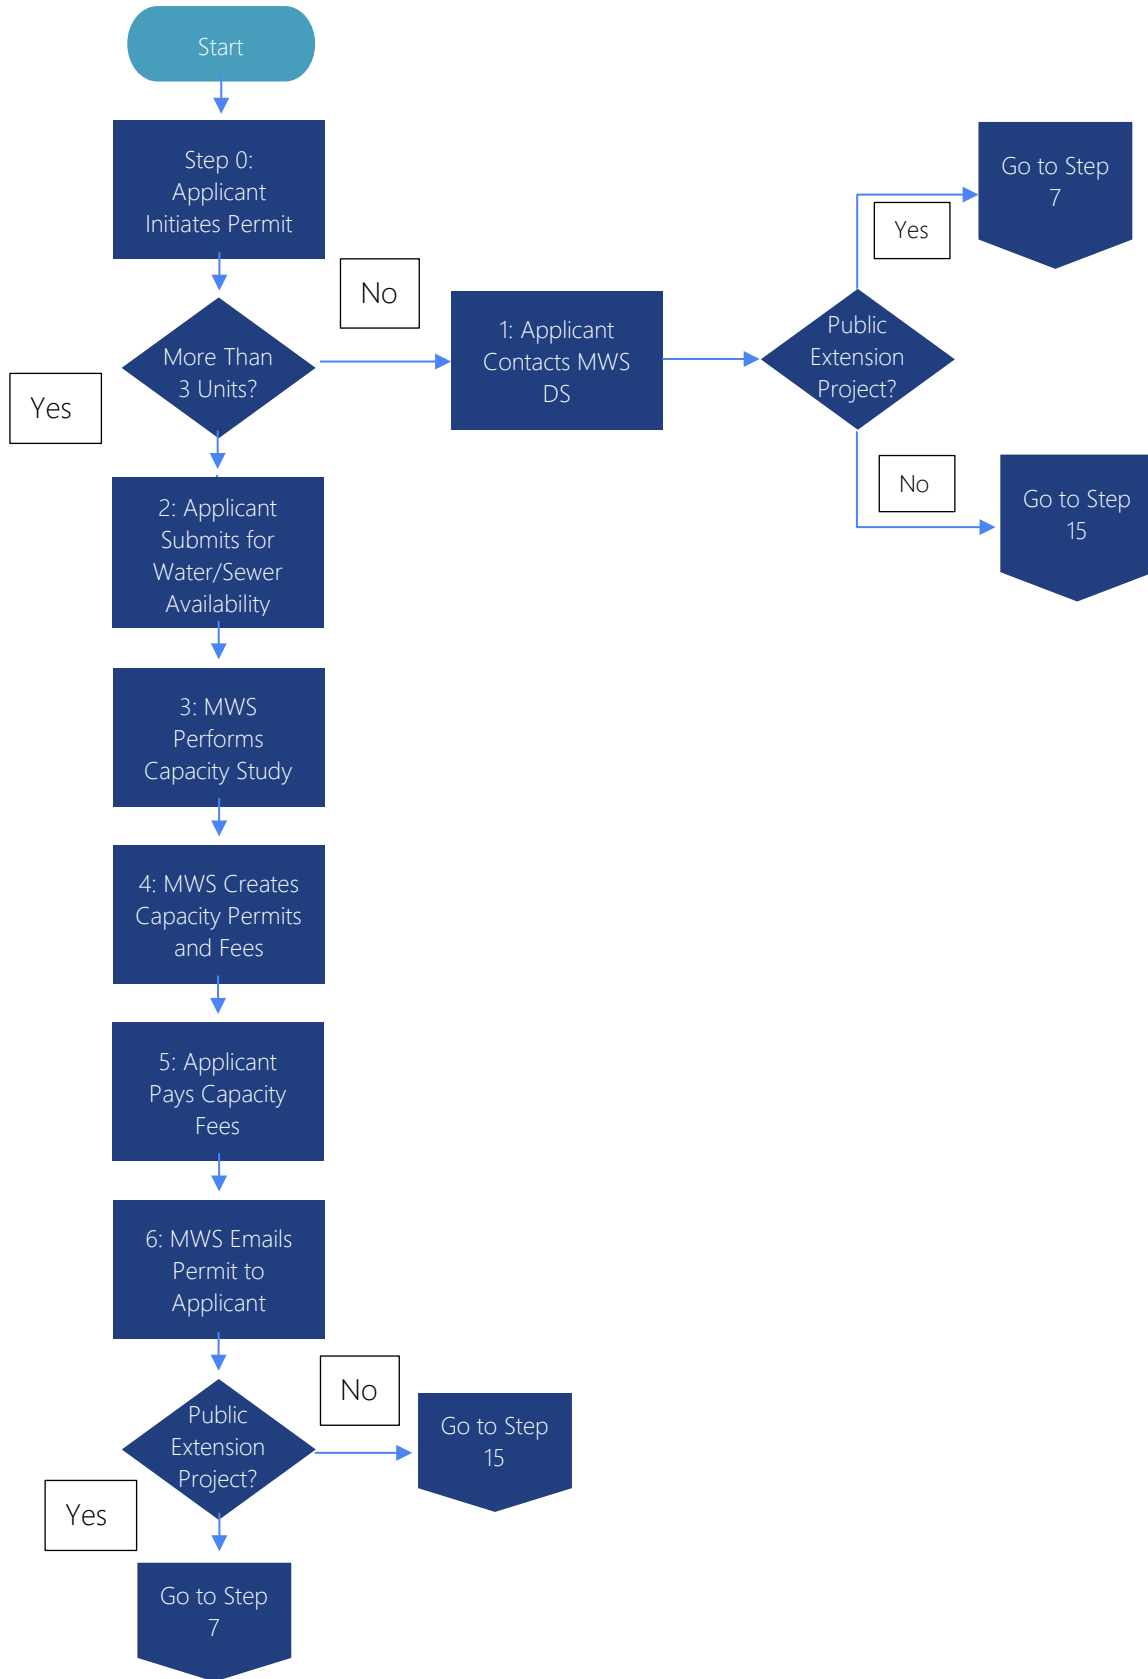 Start
Step 0:
Applicant
Initiates Permit
Go to Step
7
Yes
No
More Than
3 Units?
1: Applicant
Contacts MWS
DS
Public
Extension
Project?
Yes
No
Go to Step
15
2: Applicant
Submits for
Water/Sewer
Availability
3: MWS
Performs
Capacity Study
4: MWS Creates
Capacity Permits
and Fees
5: Applicant
Pays Capacity
Fees
6: MWS Emails
Permit to
Applicant
No
Public
Extension
Project?
Go to Step
15
Yes
Go to Step
7